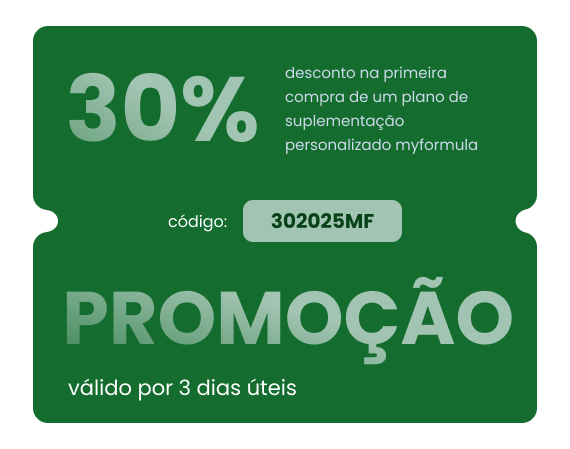 30%
desconto na primeira
compra de um plano de
suplementação
personalizado myformula
código: 302025MF
PROMOÇÃO
válido por 3 dias úteis